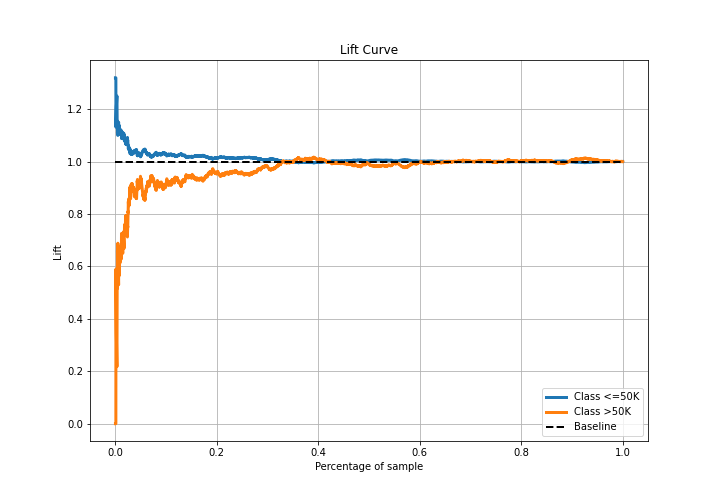 Lift Curve
Lift
1.2
1.0
0.8
0.6
0.4
0.2
0.0
0.0 0.2 0.4 0.6 0.8 1.0
Percentage of sample
Class <=50K
Class >50K
Baseline